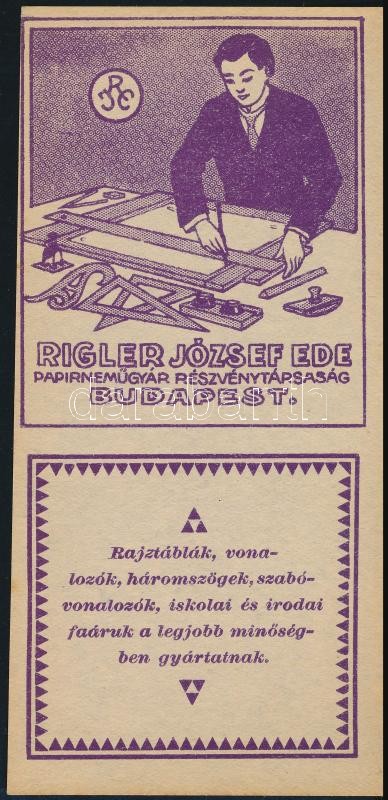 RJE
RIGLER JÓZSEF EDE
PAPIRNEMŰGYÁR RÉSZVÉNYTÁRSASÁG
BUDAPEST.
darabanth
Rajztáblák, vona-
lozók, háromszögek, szabó-
vonalozók, iskolai és irodai
faáruk a legjobb minőség-
ben gyártatnak.